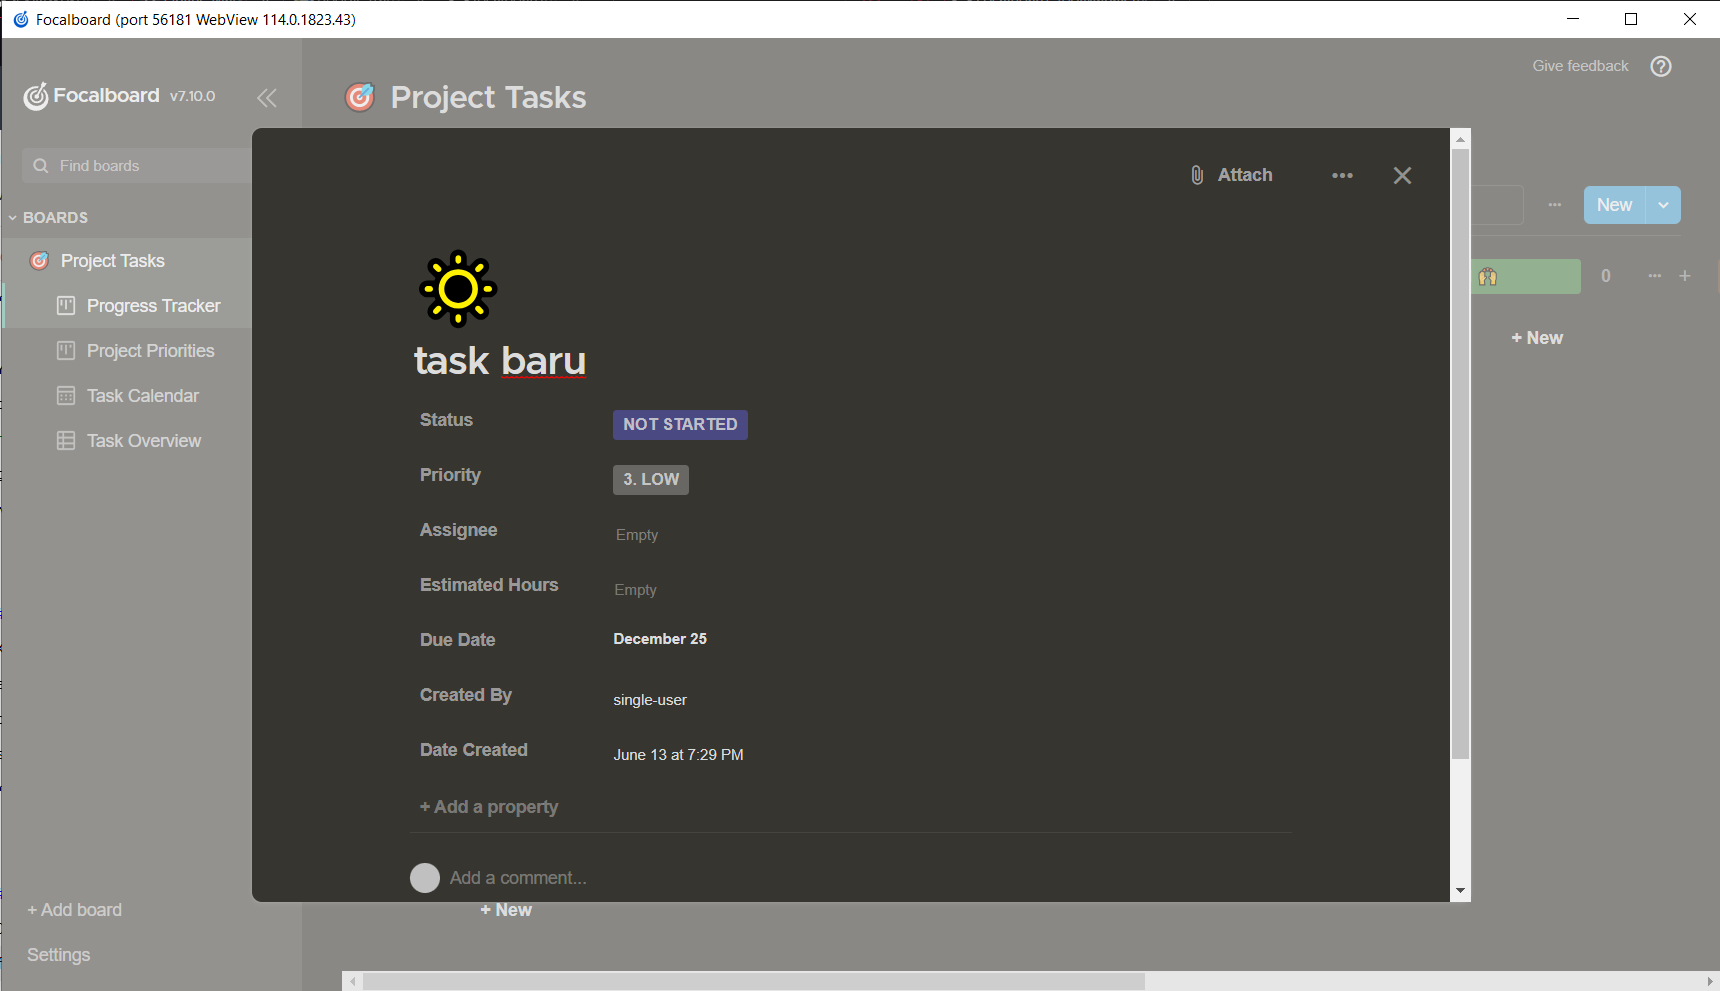 Focalboard (port 56181 WebView 114.0.1823.43)
Give feedback
Focalboard v7.10.0
Project Tasks
Find boards
BOARDS
Project Tasks
Progress Tracker
Project Priorities
Task Calendar
Task Overview
+ Add board
Settings
Attach
task baru
Status NOT STARTED
Priority 3. LOW
Assignee Empty
Estimated Hours Empty
Due Date December 25
Created By single-user
Date Created June 13 at 7:29 PM
+ Add a property
Add a comment...
New
0
+ New
+ New